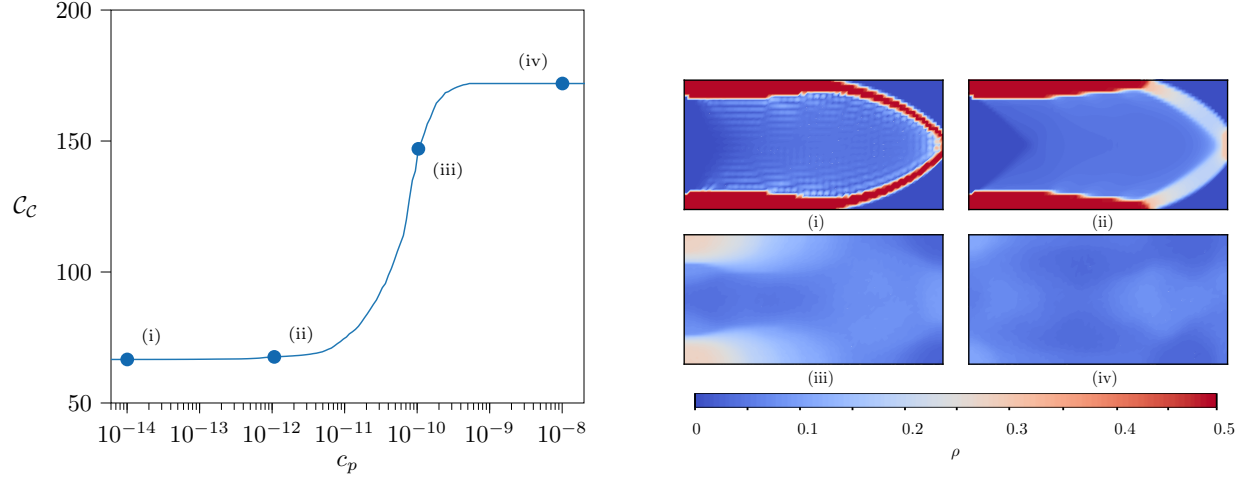 200
150
100
50
𝒞_𝒞
(i)
(ii)
(iii)
(iv)
10⁻¹⁴ 10⁻¹³ 10⁻¹² 10⁻¹¹ 10⁻¹⁰ 10⁻⁹ 10⁻⁸
c_p
(i) (ii)
(iii) (iv)
0 0.1 0.2 0.3 0.4 0.5
ρ